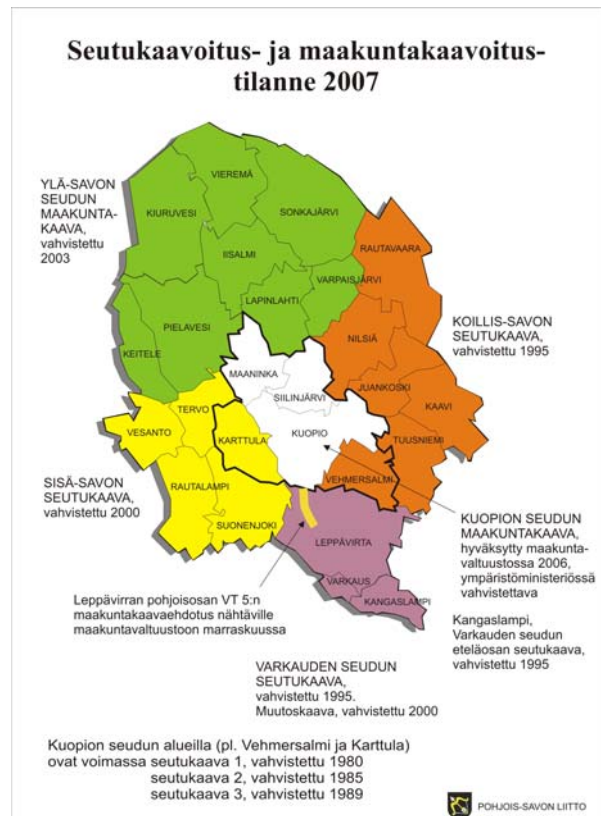 Seutukaavoitus- ja maakuntakaavoitus-
tilanne 2007
YLÄ-SAVON
SEUDUN
MAAKUNTA-
KAAVA,
vahvistettu
2003
VIEREMÄ
KIURUVESI
SONKAJÄRVI
IISALMI
RAUTAVAARA
LAPINLAHTI
VARPAISJÄRVI
PIELAVESI
KEITELE
NILSIÄ
KOILLIS-SAVON
SEUTUKAAVA,
vahvistettu 1995
MAANINKA
SIILINJÄRVI
JUANKOSKI
KAAVI
TERVO
VESANTO
KARTTULA
KUOPIO
TUUSNIEMI
SISÄ-SAVON
SEUTUKAAVA,
vahvistettu 2000
RAUTALAMPI
VEHMERSALMI
SUONENJOKI
KUOPION SEUDUN
MAAKUNTAKAAVA,
hyväksytty maakunta-
valtuustossa 2006,
ympäristöministeriössä
vahvistettava
LEPPÄVIRTA
VARKAUS
KANGASLAMPI
Leppävirran pohjoisosan VT 5:n
maakuntakaavaehdotus nähtäville
maakuntavaltuustoon marraskuussa
Kangaslampi,
Varkauden seudun
eteläosan seutukaava,
vahvistettu 1995
VARKAUDEN SEUDUN
SEUTUKAAVA,
vahvistettu 1995.
Muutoskaava, vahvistettu 2000
Kuopion seudun alueilla (pl. Vehmersalmi ja Karttula)
ovat voimassa seutukaava 1, vahvistettu 1980
seutukaava 2, vahvistettu 1985
seutukaava 3, vahvistettu 1989
POHJOIS-SAVON LIITTO